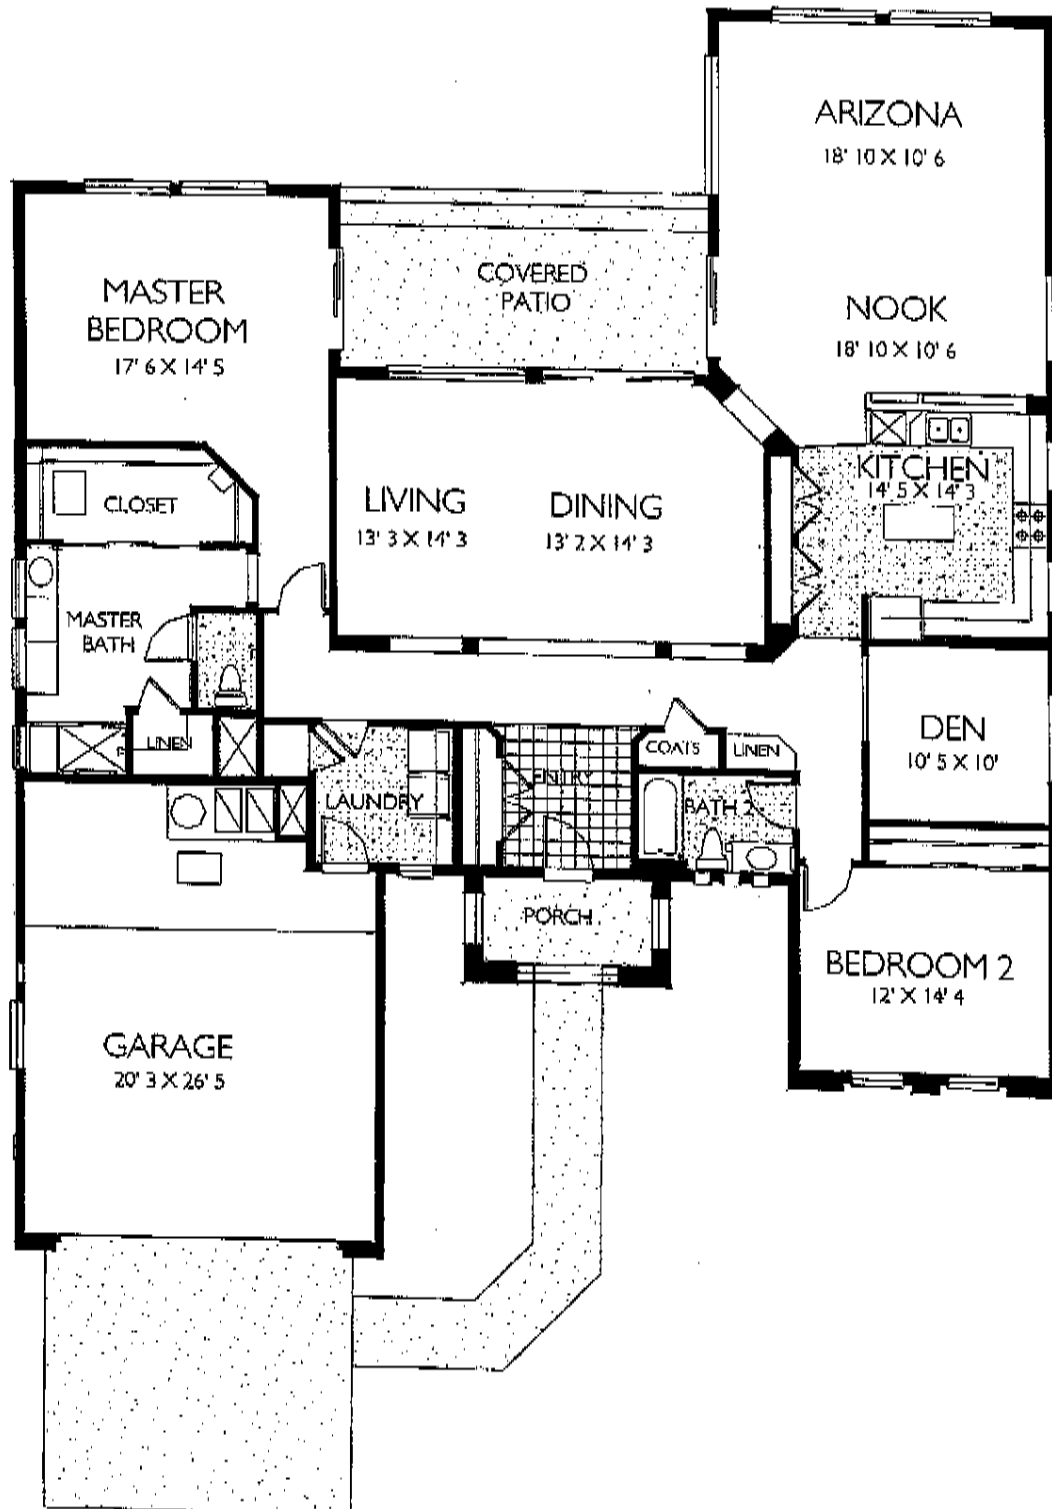 ARIZONA
18' 10 X 10' 6
COVERED
PATIO
MASTER
BEDROOM
17' 6 X 14' 5
NOOK
18' 10 X 10' 6
KITCHEN
14' 5 X 14' 3
CLOSET
LIVING
13' 3 X 14' 3
DINING
13' 2 X 14' 3
MASTER
BATH
LINEN
COATS
LINEN
DEN
10' 5 X 10'
ENTRY
LAUNDRY
BATH 2
PORCH
BEDROOM 2
12' X 14' 4
GARAGE
20' 3 X 26' 5